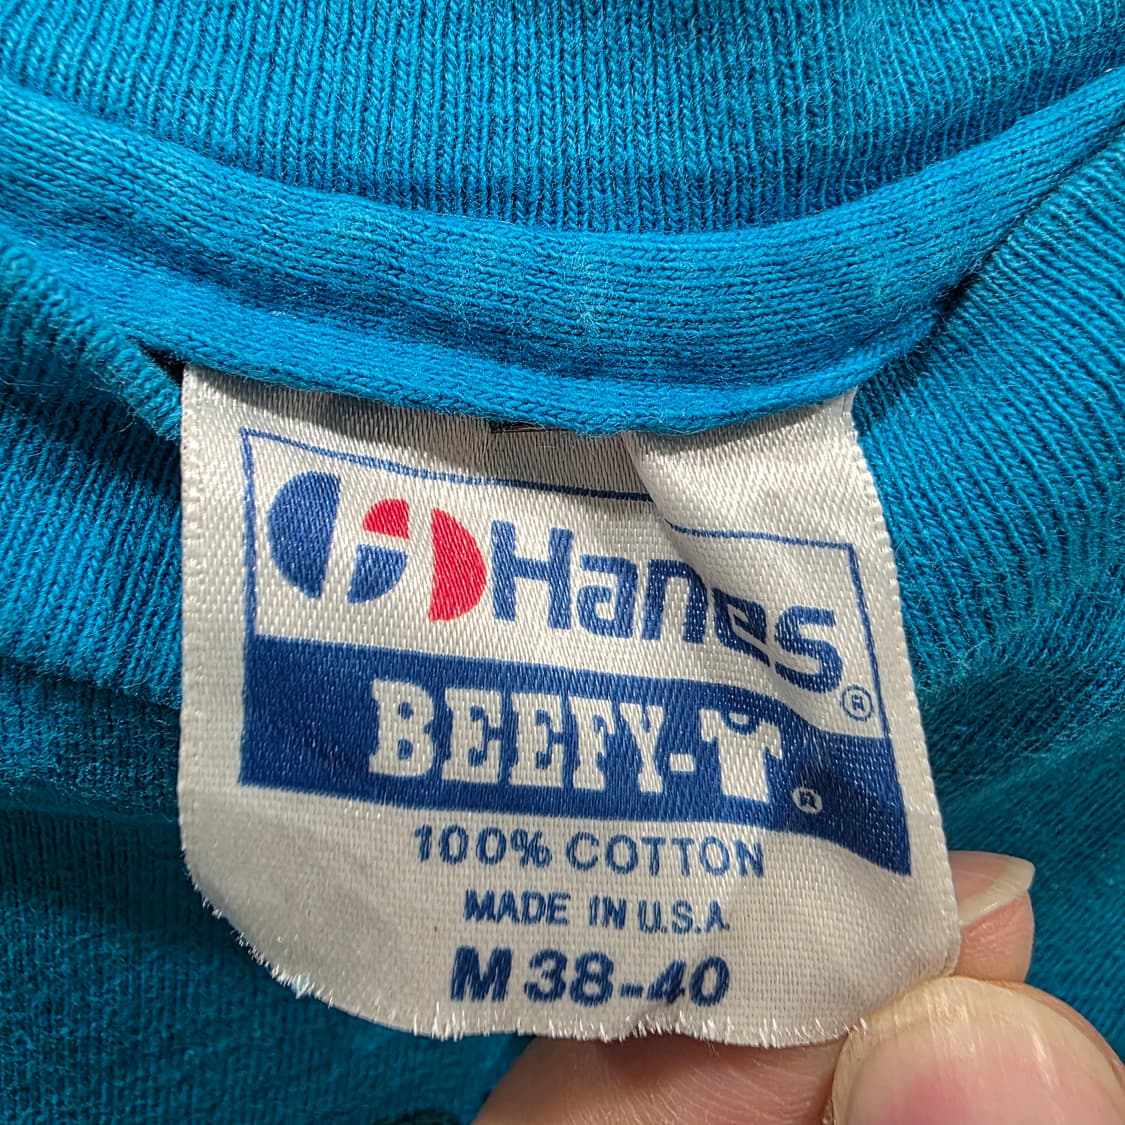 Hanes®
BEEFY-T®
100% COTTON
MADE IN U.S.A.
M 38-40